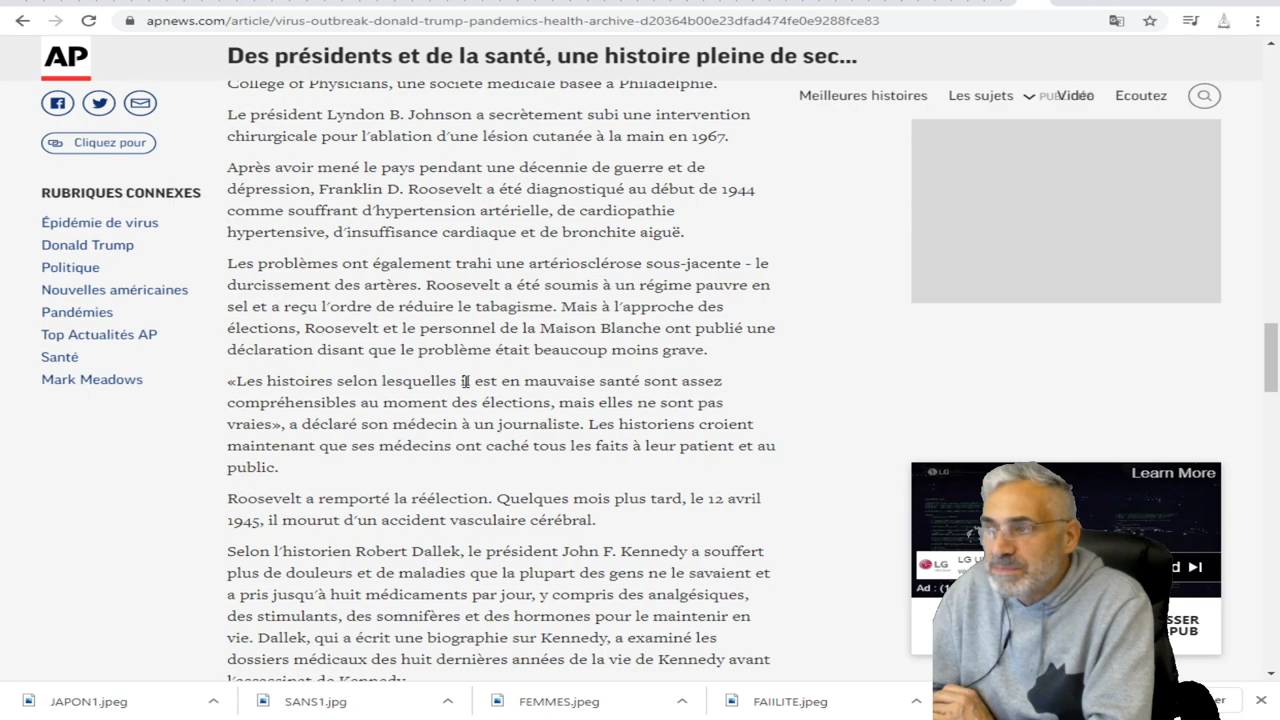 apnews.com/article/virus-outbreak-donald-trump-pandemics-health-archive-d20364b00e23dfad474fe0e9288fce83
AP
Des présidents et de la santé, une histoire pleine de sec...
Meilleures histoires
Les sujets
Vidéo
Ecoutez
Cliquez pour
RUBRIQUES CONNEXES
Épidémie de virus
Donald Trump
Politique
Nouvelles américaines
Pandémies
Top Actualités AP
Santé
Mark Meadows
College of Physicians, une société médicale basée à Philadelphie.
Le président Lyndon B. Johnson a secrètement subi une intervention
chirurgicale pour l'ablation d'une lésion cutanée à la main en 1967.
Après avoir mené le pays pendant une décennie de guerre et de
dépression, Franklin D. Roosevelt a été diagnostiqué au début de 1944
comme souffrant d'hypertension artérielle, de cardiopathie
hypertensive, d'insuffisance cardiaque et de bronchite aiguë.
Les problèmes ont également trahi une artériosclérose sous-jacente - le
durcissement des artères. Roosevelt a été soumis à un régime pauvre en
sel et a reçu l'ordre de réduire le tabagisme. Mais à l'approche des
élections, Roosevelt et le personnel de la Maison Blanche ont publié une
déclaration disant que le problème était beaucoup moins grave.
«Les histoires selon lesquelles il est en mauvaise santé sont assez
compréhensibles au moment des élections, mais elles ne sont pas
vraies», a déclaré son médecin à un journaliste. Les historiens croient
maintenant que ses médecins ont caché tous les faits à leur patient et au
public.
Roosevelt a remporté la réélection. Quelques mois plus tard, le 12 avril
1945, il mourut d'un accident vasculaire cérébral.
Selon l'historien Robert Dallek, le président John F. Kennedy a souffert
plus de douleurs et de maladies que la plupart des gens ne le savaient et
a pris jusqu'à huit médicaments par jour, y compris des analgésiques,
des stimulants, des somnifères et des hormones pour le maintenir en
vie. Dallek, qui a écrit une biographie sur Kennedy, a examiné les
dossiers médicaux des huit dernières années de la vie de Kennedy avant
l'assassinat de Kennedy.
LG
Learn More
LG
Ad : (1
JAPON1.jpeg
SANS1.jpg
FEMMES.jpeg
FAIILITE.jpeg